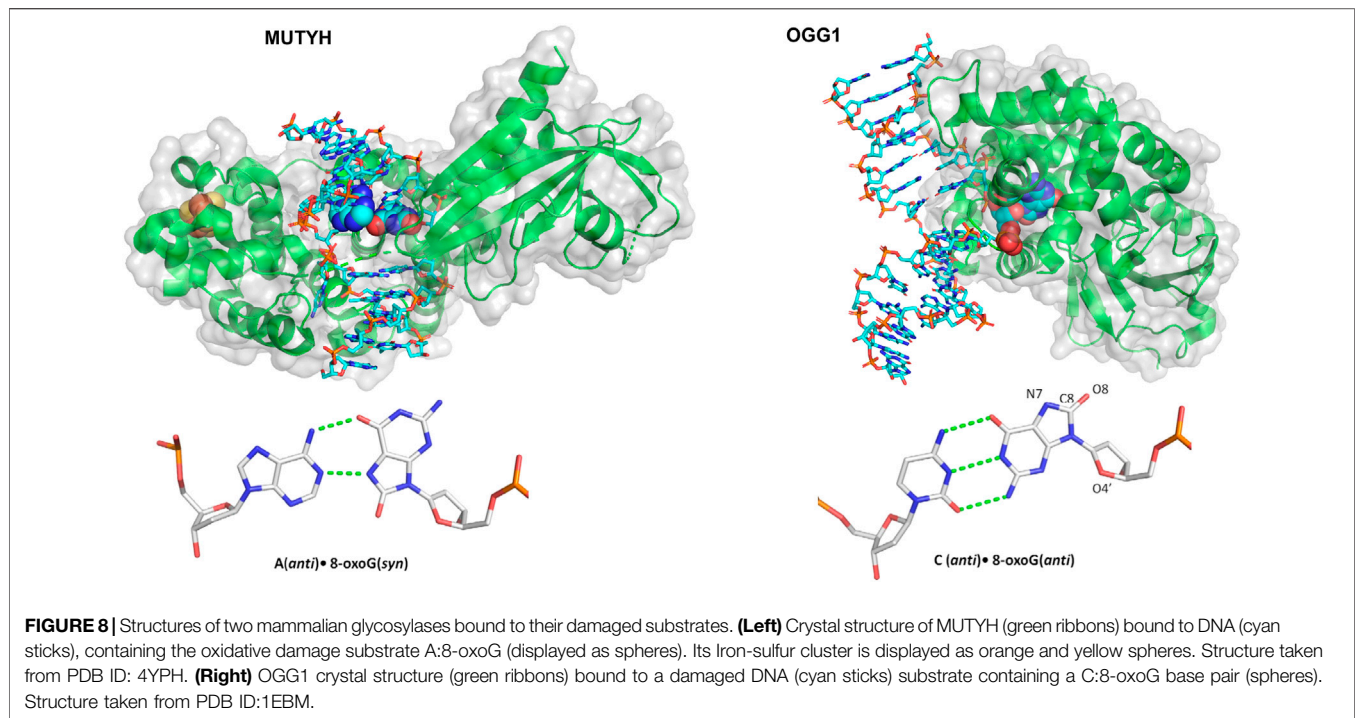 MUTYH
OGG1
N7
C8
O8
O4'
A(anti)• 8-oxoG(syn)
C (anti)• 8-oxoG(anti)
FIGURE 8 | Structures of two mammalian glycosylases bound to their damaged substrates. (Left) Crystal structure of MUTYH (green ribbons) bound to DNA (cyan
sticks), containing the oxidative damage substrate A:8-oxoG (displayed as spheres). Its Iron-sulfur cluster is displayed as orange and yellow spheres. Structure taken
from PDB ID: 4YPH. (Right) OGG1 crystal structure (green ribbons) bound to a damaged DNA (cyan sticks) substrate containing a C:8-oxoG base pair (spheres).
Structure taken from PDB ID:1EBM.